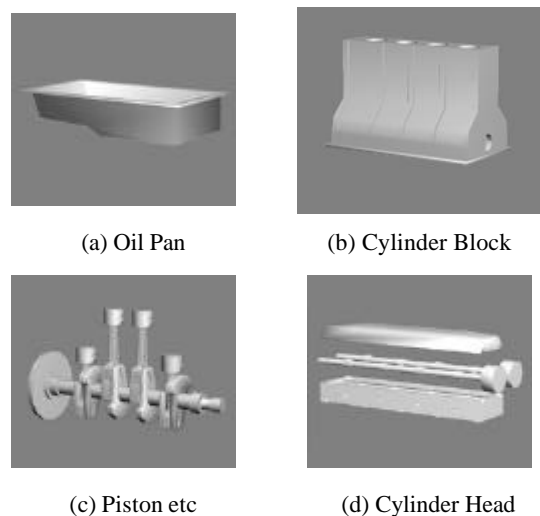 (a) Oil Pan
(b) Cylinder Block
(c) Piston etc
(d) Cylinder Head